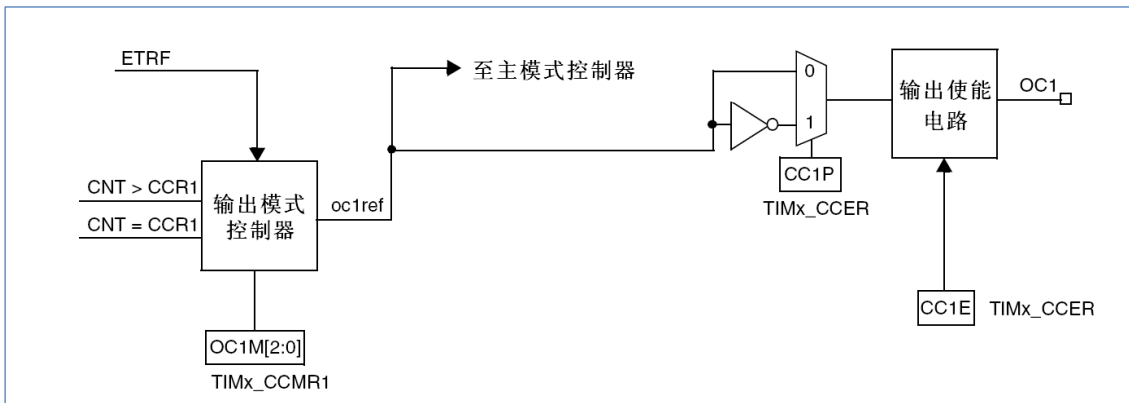 ETRF
至主模式控制器
0
1
CC1P
TIMx_CCER
输出使能
电路
OC1
CNT > CCR1
CNT = CCR1
输出模式
控制器
oc1ref
OC1M[2:0]
TIMx_CCMR1
CC1E
TIMx_CCER